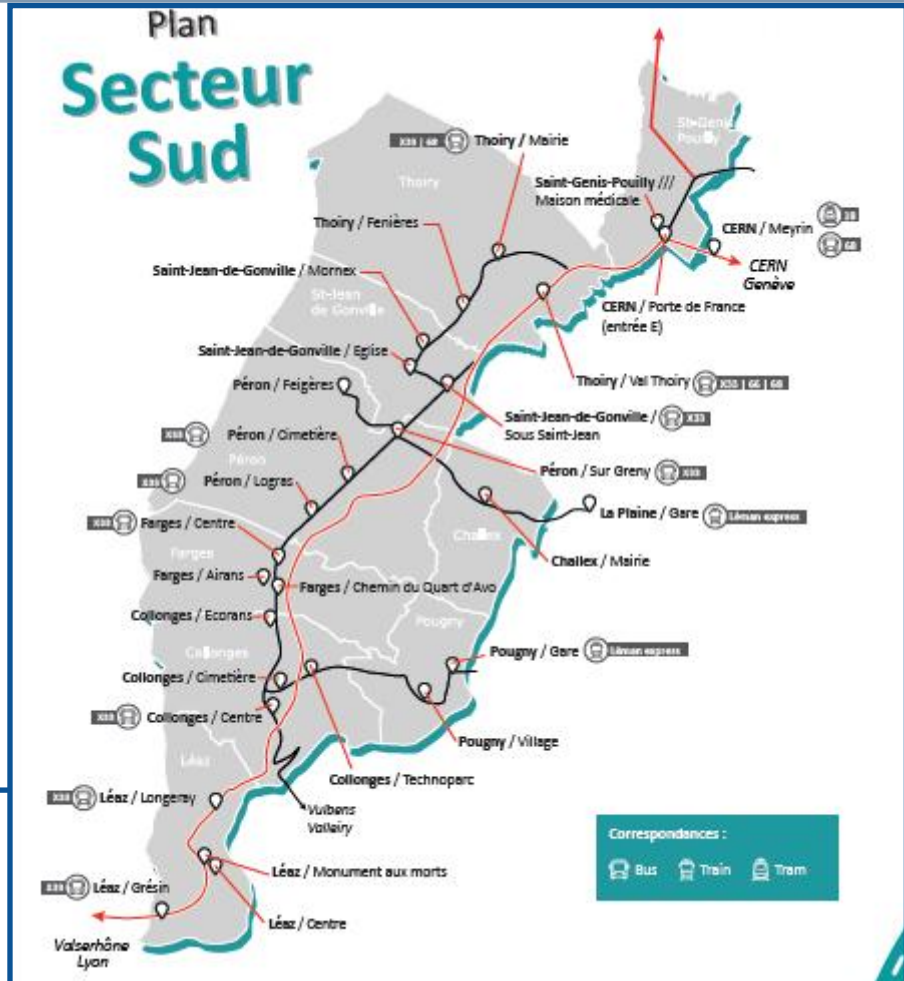 Plan
Secteur
Sud
X33 | 68
Thoiry / Mairie
Thoiry
St-Genis
Pouilly
Saint-Genis-Pouilly ///
Maison médicale
Thoiry / Fenières
CERN / Meyrin
18
68
Saint-Jean-de-Gonville / Mornex
CERN
Genève
St-Jean
de Gonville
CERN / Porte de France
(entrée E)
Saint-Jean-de-Gonville / Eglise
Thoiry / Val Thoiry
X33 | 66 | 68
Péron / Feigères
Saint-Jean-de-Gonville /
Sous Saint-Jean
X33
X33
Péron / Cimetière
Péron
Péron / Sur Greny
X33
X33
Péron / Logras
La Plaine / Gare
Léman express
X33
Farges / Centre
Challex
Farges
Challex / Mairie
Farges / Airans
Farges / Chemin du Quart d'Avo
Collonges / Ecorans
Pougny
Collonges
Pougny / Gare
Léman express
Collonges / Cimetière
X33
Collonges / Centre
Pougny / Village
Léaz
Collonges / Technoparc
X33
Léaz / Longeray
Vulbens
Valleiry
Correspondances :
Bus
Train
Tram
Léaz / Monument aux morts
X33
Léaz / Grésin
Léaz / Centre
Valserhône
Lyon